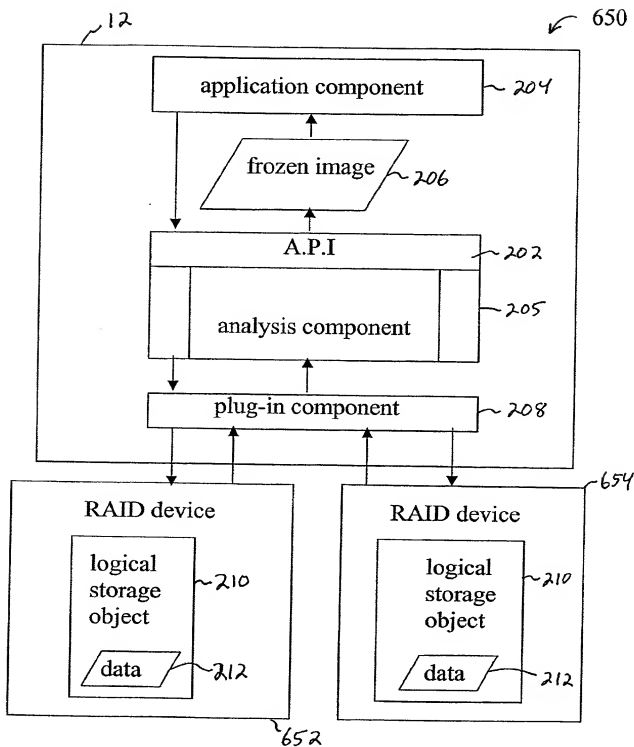 12
650
application component
204
frozen image
206
A.P.I
202
analysis component
205
plug-in component
208
654
RAID device
RAID device
logical
storage
object
210
logical
storage
object
210
data
212
data
212
652